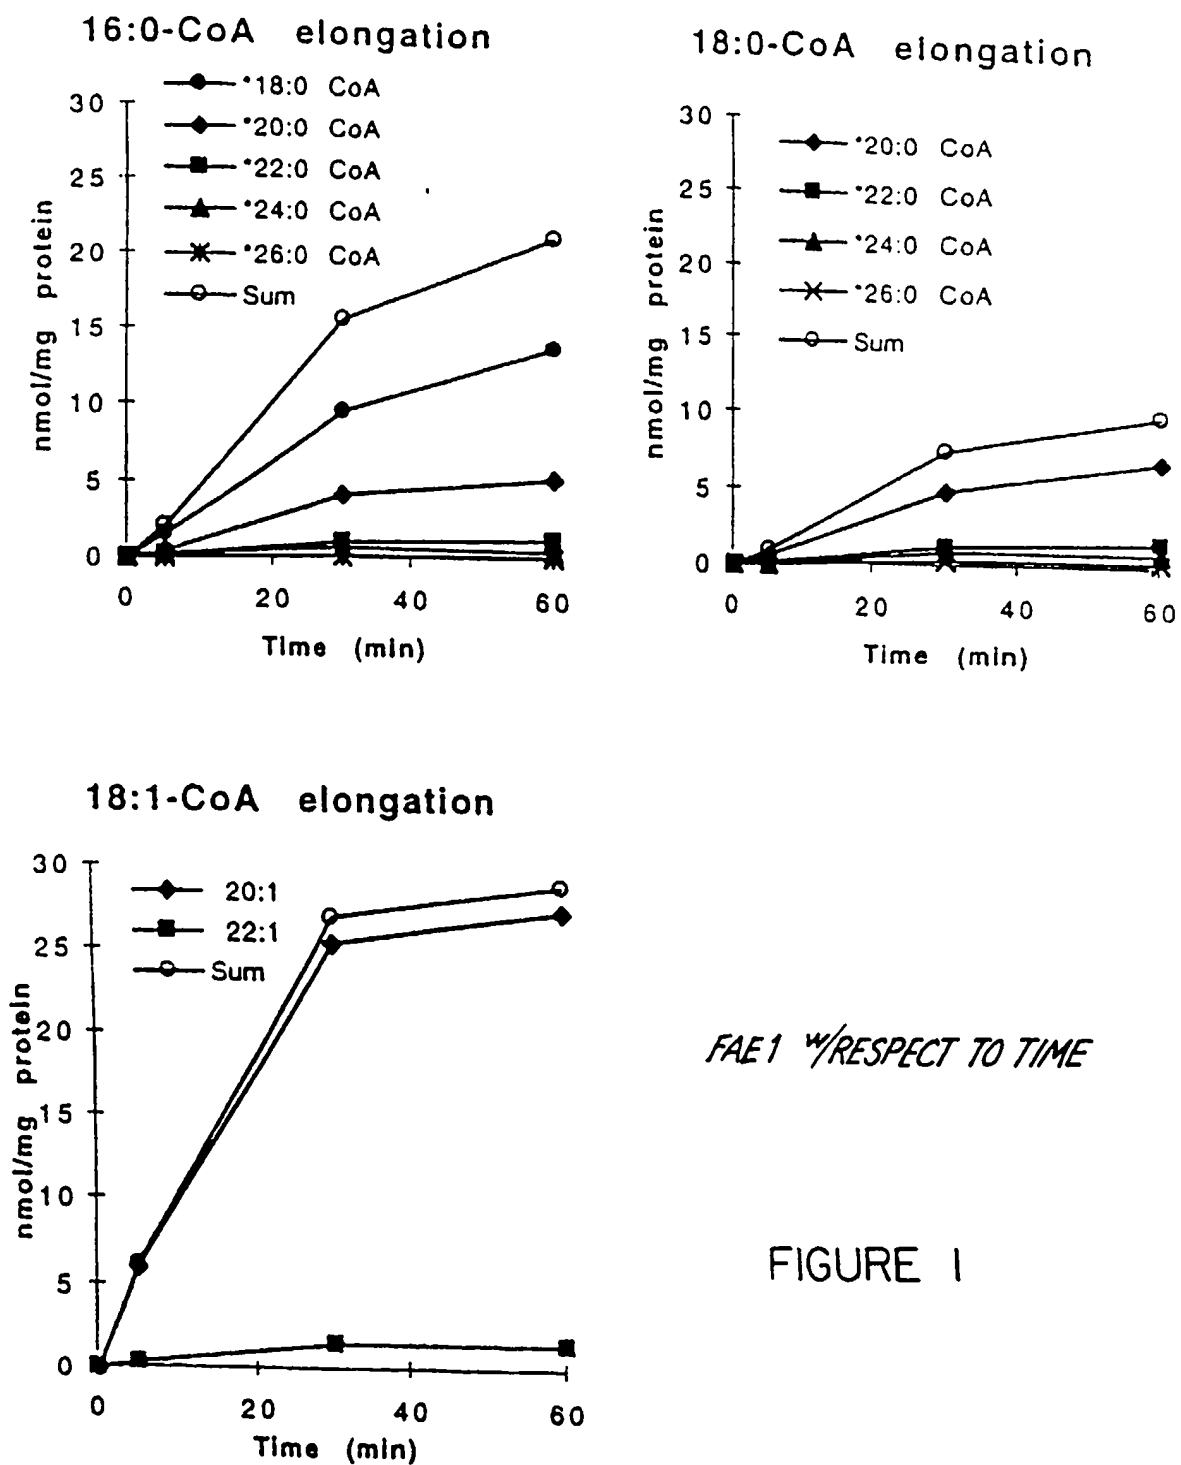 16:0-CoA elongation
*18:0 CoA
*20:0 CoA
*22:0 CoA
*24:0 CoA
*26:0 CoA
Sum
30
25
20
15
10
5
0
nmol/mg protein
0 20 40 60
Time (min)
18:0-CoA elongation
*20:0 CoA
*22:0 CoA
*24:0 CoA
*26:0 CoA
Sum
30
25
20
15
10
5
0
nmol/mg protein
0 20 40 60
Time (min)
18:1-CoA elongation
20:1
22:1
Sum
30
25
20
15
10
5
0
nmol/mg protein
0 20 40 60
Time (min)
FAE1 w/RESPECT TO TIME
FIGURE 1